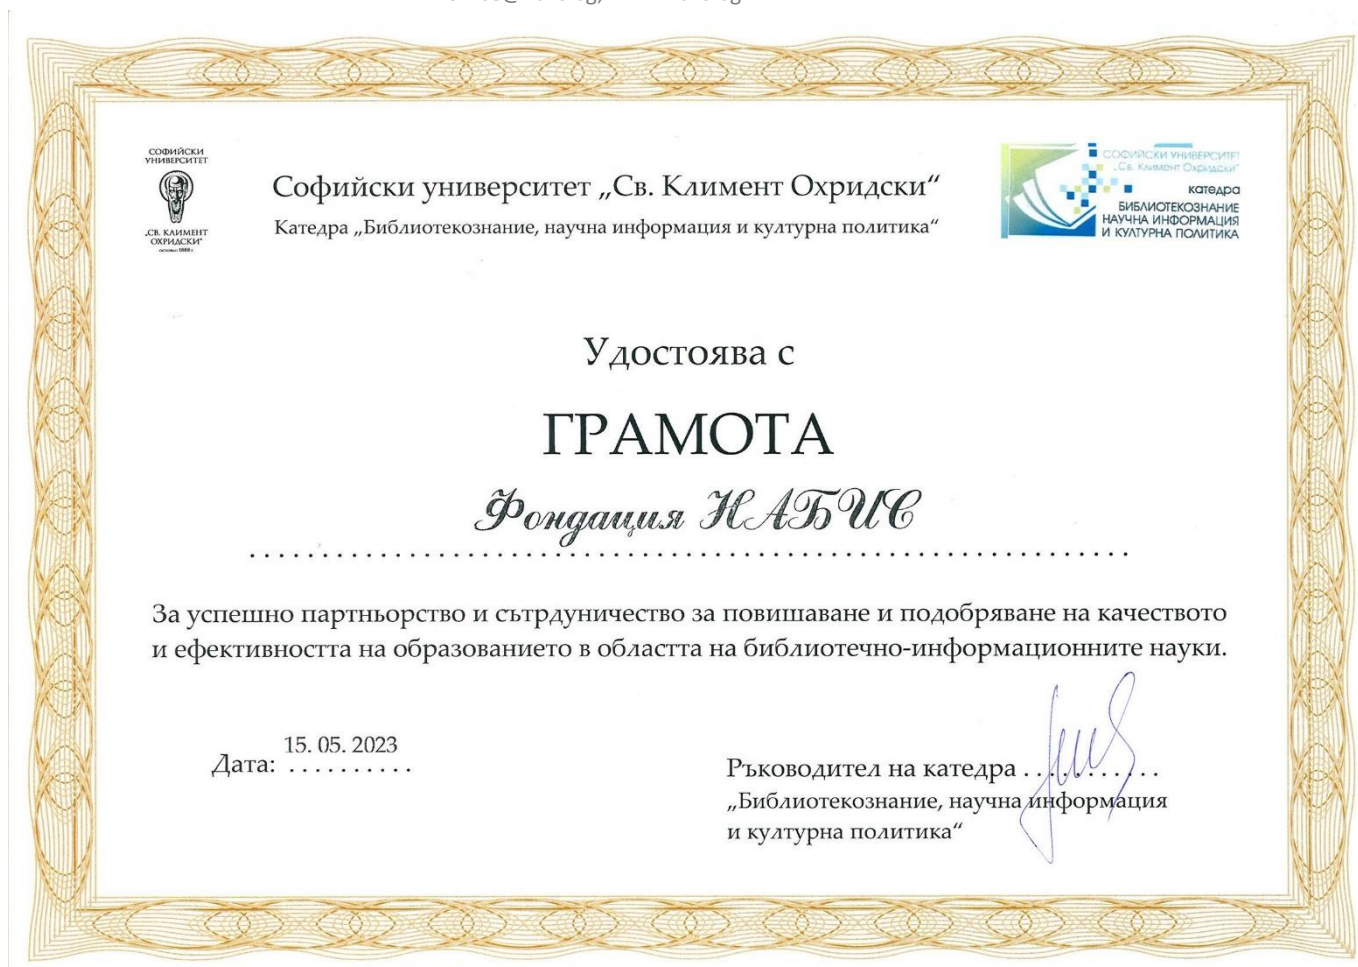 СОФИЙСКИ
УНИВЕРСИТЕТ
„СВ. КЛИМЕНТ
ОХРИДСКИ“
Софийски университет „Св. Климент Охридски“
Катедра „Библиотекознание, научна информация и културна политика“
СОФИЙСКИ УНИВЕРСИТЕТ
„Св. Климент Охридски“
катедра
БИБЛИОТЕКОЗНАНИЕ
НАУЧНА ИНФОРМАЦИЯ
И КУЛТУРНА ПОЛИТИКА
Удостоява с
ГРАМОТА
Фондация НАБИС
За успешно партньорство и сътрдуничество за повишаване и подобряване на качеството
и ефективността на образованието в областта на библиотечно-информационните науки.
15. 05. 2023
Дата: . . . . . . . . . .
Ръководител на катедра . . . . . . . . . .
„Библиотекознание, научна информация
и културна политика“